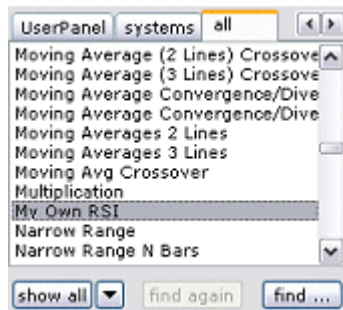 UserPanel systems all
Moving Average (2 Lines) Crossove
Moving Average (3 Lines) Crossove
Moving Average Convergence/Dive
Moving Average Convergence/Dive
Moving Averages 2 Lines
Moving Averages 3 Lines
Moving Avg Crossover
Multiplication
My Own RSI
Narrow Range
Narrow Range N Bars
show all find again find ...